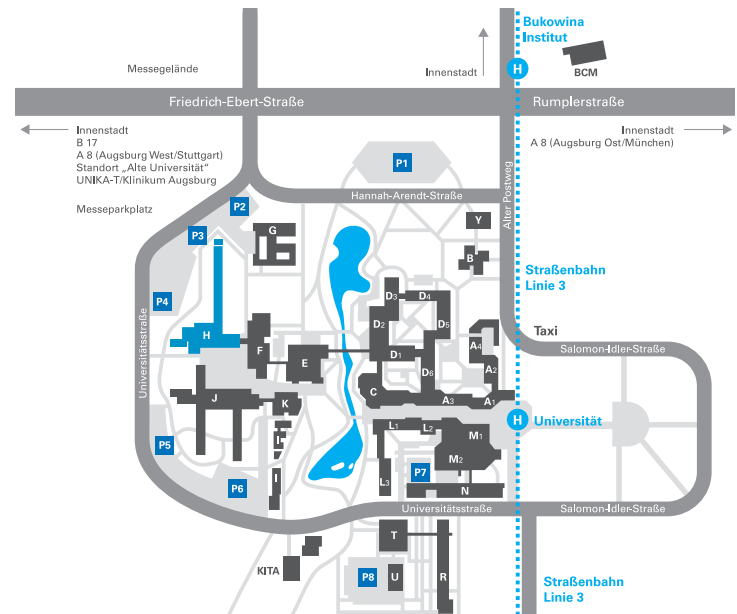 Bukowina
Institut
H
BCM
Innenstadt
Messegelände
Friedrich-Ebert-Straße
Rumplerstraße
Innenstadt
B 17
A 8 (Augsburg West/Stuttgart)
Standort „Alte Universität“
UNIKA-T/Klinikum Augsburg
Messeparkplatz
Innenstadt
A 8 (Augsburg Ost/München)
P1
Hannah-Arendt-Straße
Alter Postweg
P2
P3
G
Y
B
Straßenbahn
Linie 3
P4
D3
D4
D2
D5
H
F
E
D1
D6
A4
A2
Taxi
Salomon-Idler-Straße
Universitätsstraße
J
K
C
A3
A1
H
Universität
L1
L2
M1
M2
P5
I
I
P6
L3
P7
N
Universitätsstraße
Salomon-Idler-Straße
T
KITA
P8
U
R
Straßenbahn
Linie 3